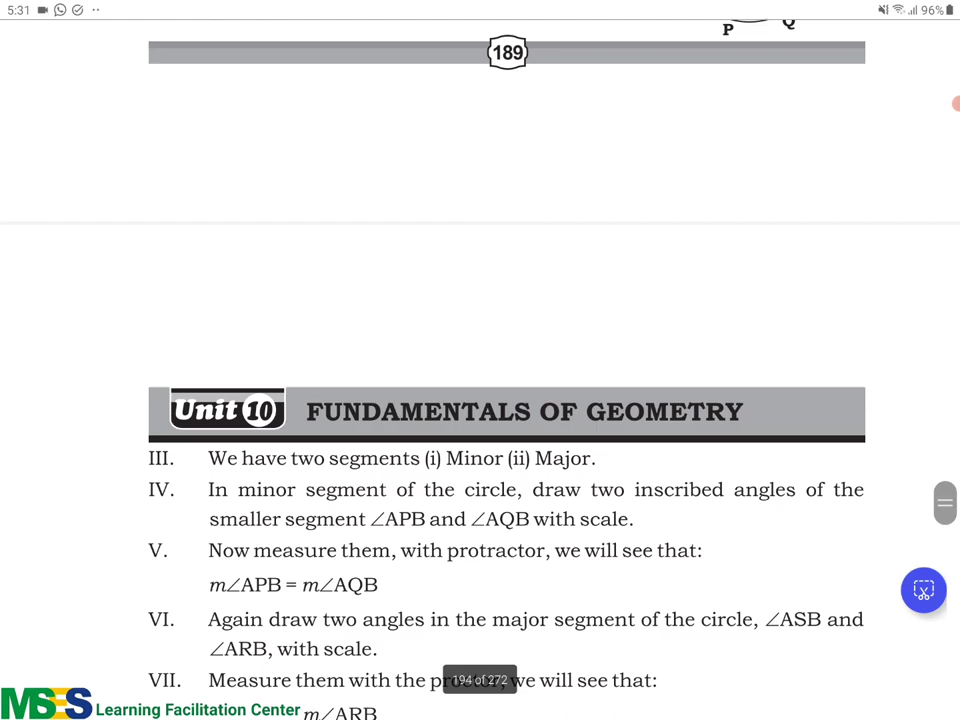 5:31
96%
P Q
189
Unit 10 FUNDAMENTALS OF GEOMETRY
III. We have two segments (i) Minor (ii) Major.
IV. In minor segment of the circle, draw two inscribed angles of the
smaller segment ∠APB and ∠AQB with scale.
V. Now measure them, with protractor, we will see that:
m∠APB = m∠AQB
VI. Again draw two angles in the major segment of the circle, ∠ASB and
∠ARB, with scale.
VII. Measure them with the proctor, we will see that:
194 of 272
MSES Learning Facilitation Center
m∠ARB